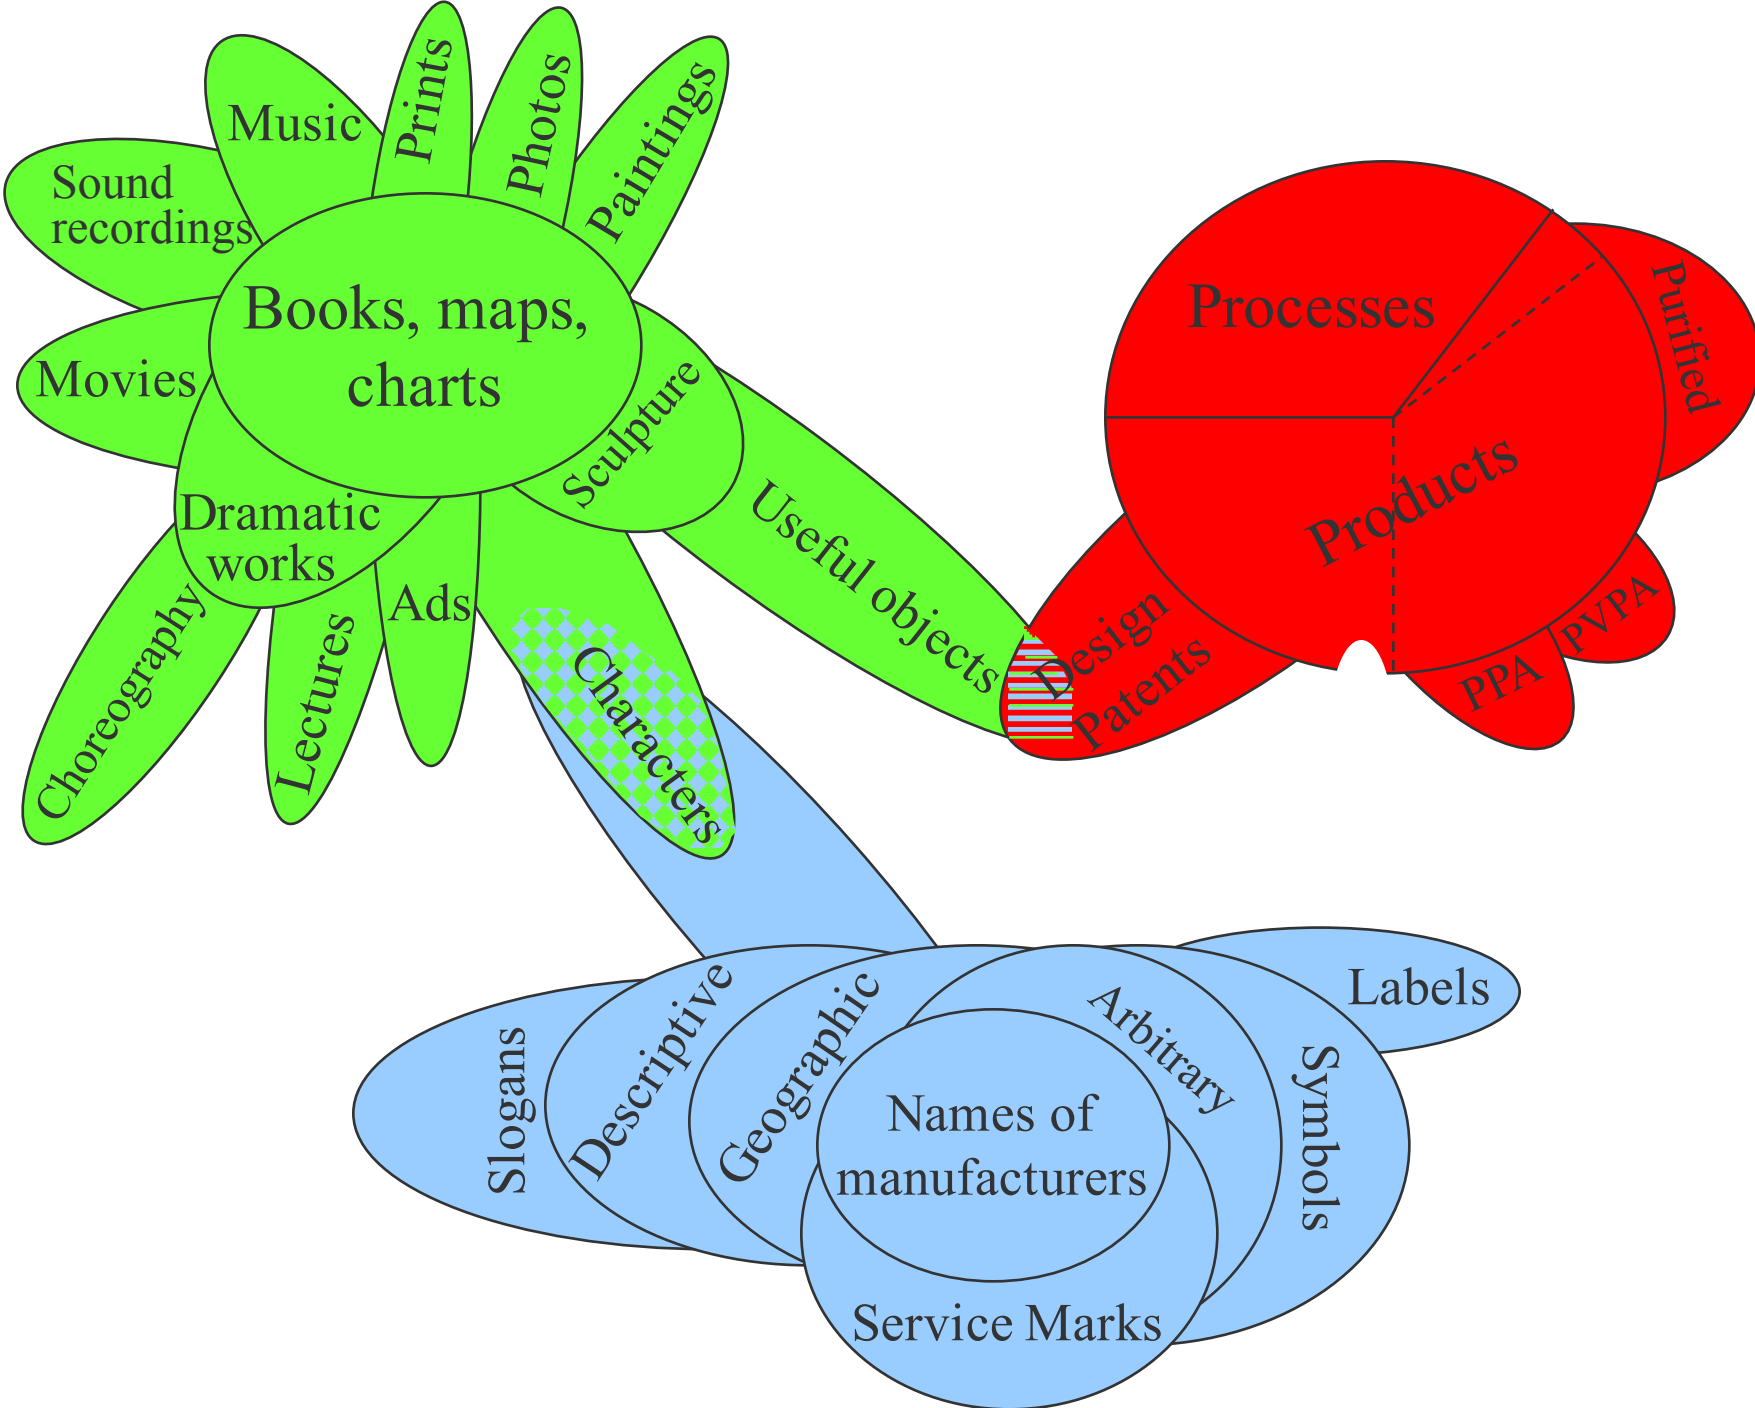 Prints
Photos
Paintings
Music
Sound
recordings
Books, maps,
charts
Movies
Sculpture
Dramatic
works
Useful objects
Choreography
Lectures
Ads
Characters
Processes
Products
Purified
Design
Patents
PPA
PVPA
Labels
Slogans
Descriptive
Geographic
Arbitrary
Symbols
Names of
manufacturers
Service Marks